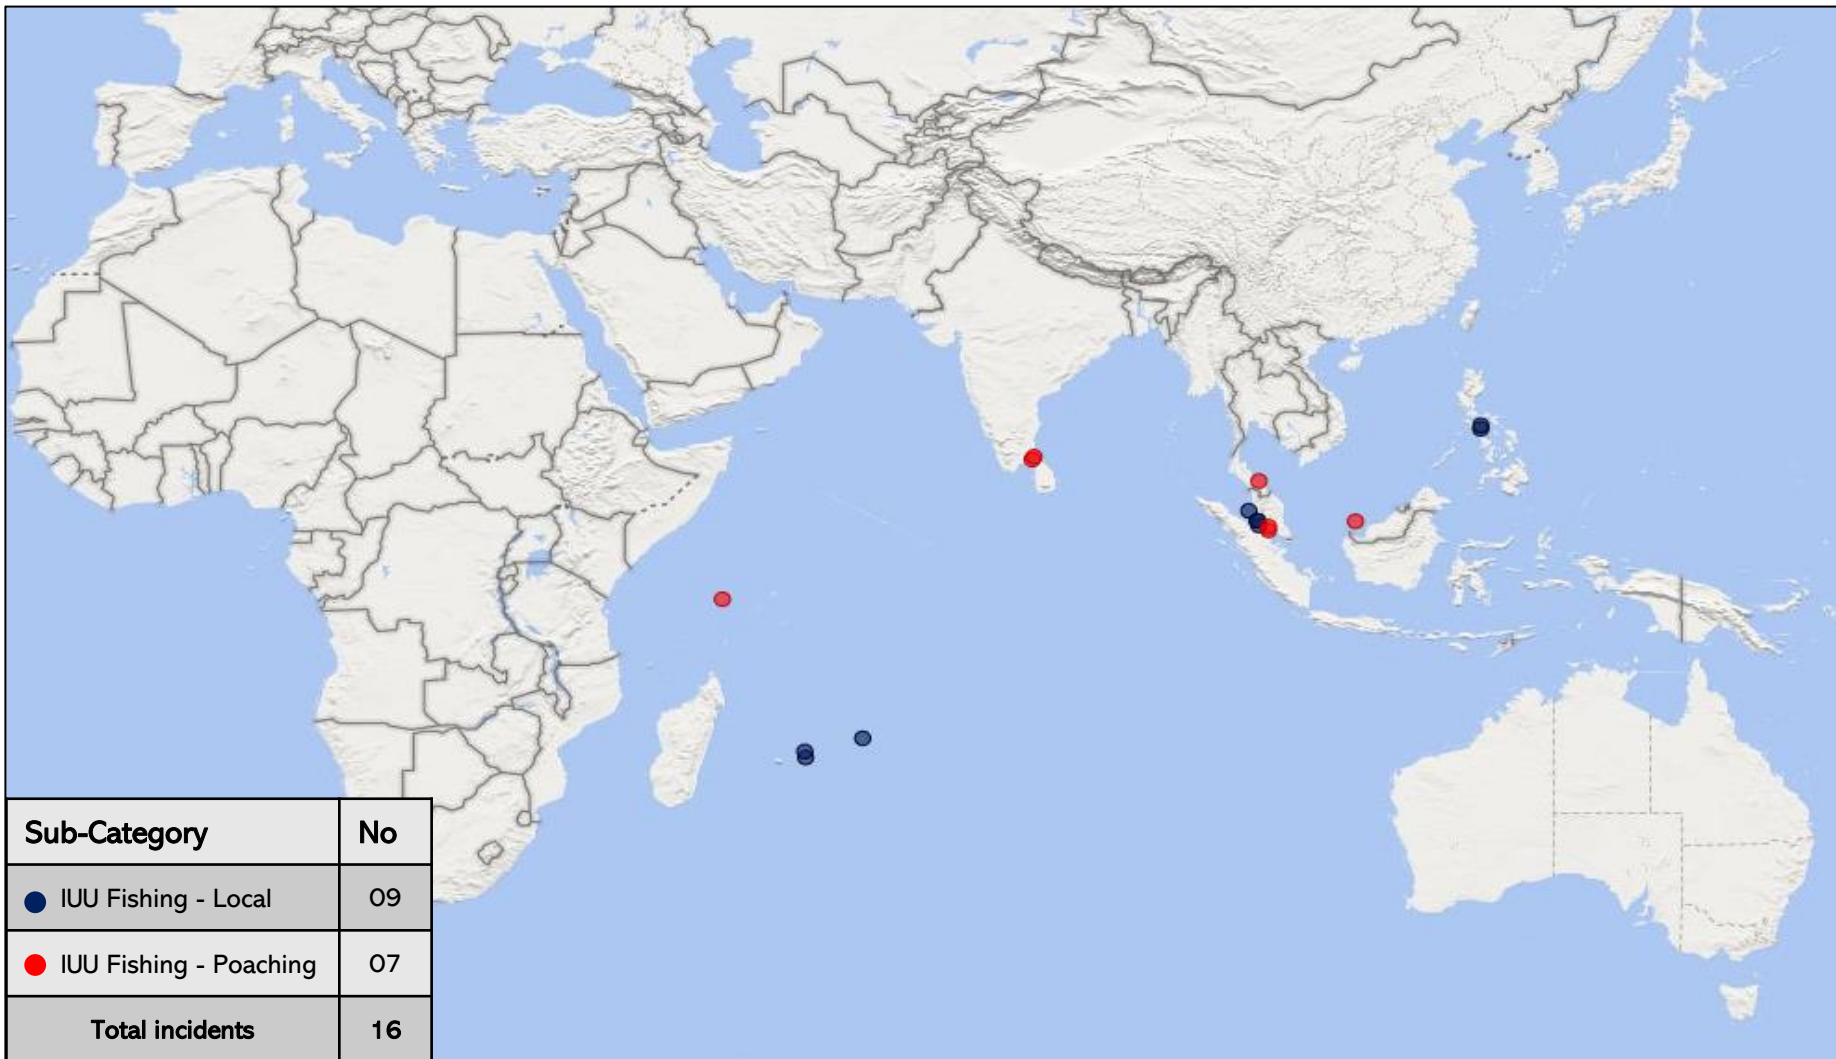 Sub-Category No
IUU Fishing - Local 09
IUU Fishing - Poaching 07
Total incidents 16